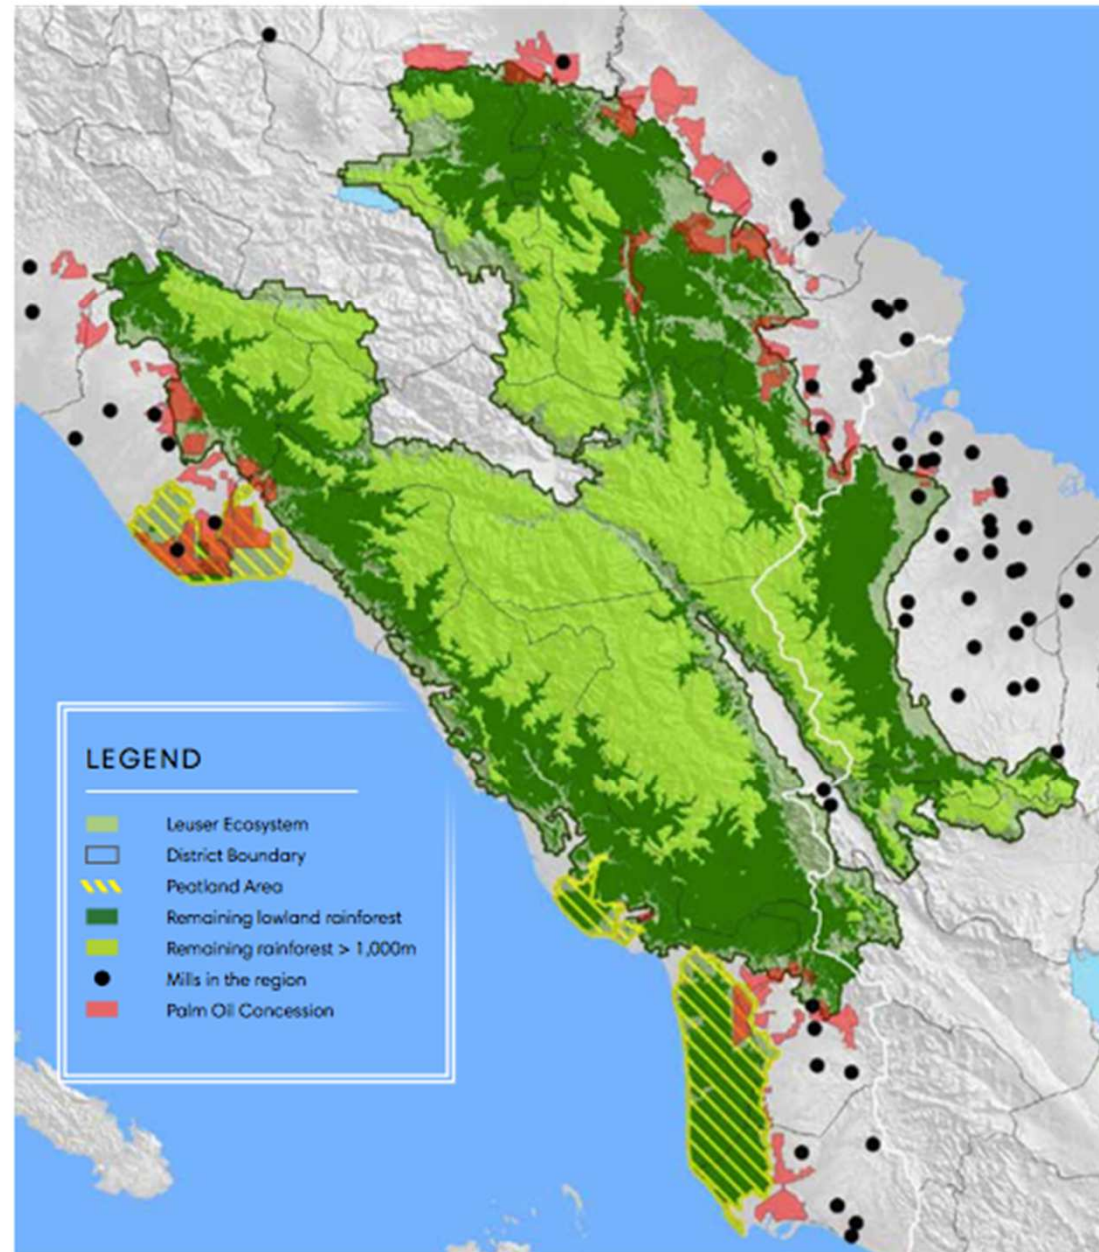 LEGEND
Leuser Ecosystem
District Boundary
Peatland Area
Remaining lowland rainforest
Remaining rainforest > 1,000m
Mills in the region
Palm Oil Concession